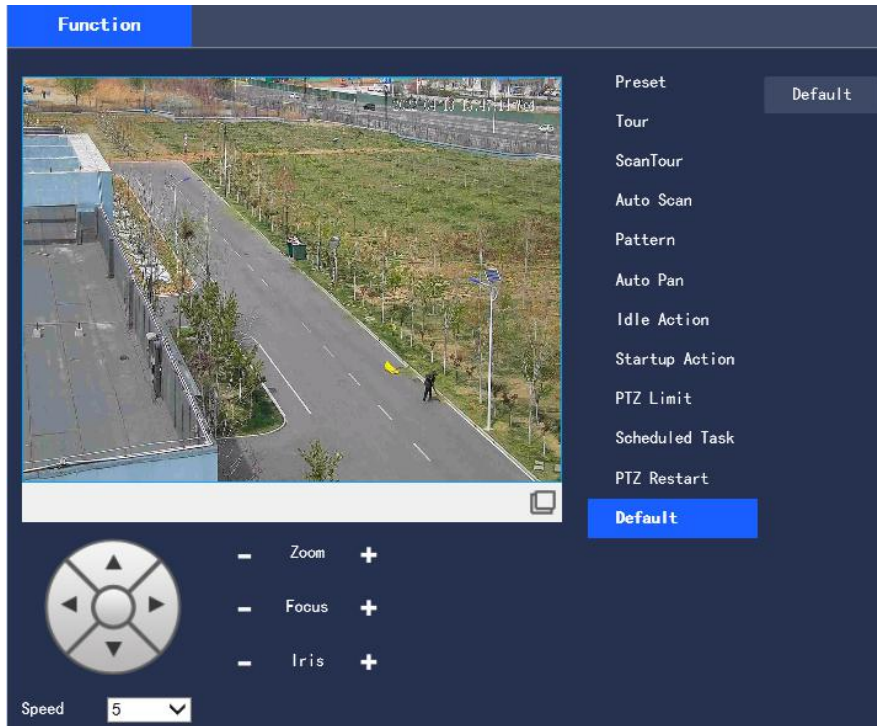 Function
Preset
Default
Tour
ScanTour
Auto Scan
Pattern
Auto Pan
Idle Action
Startup Action
PTZ Limit
Scheduled Task
PTZ Restart
Default
- Zoom +
- Focus +
- Iris +
Speed 5